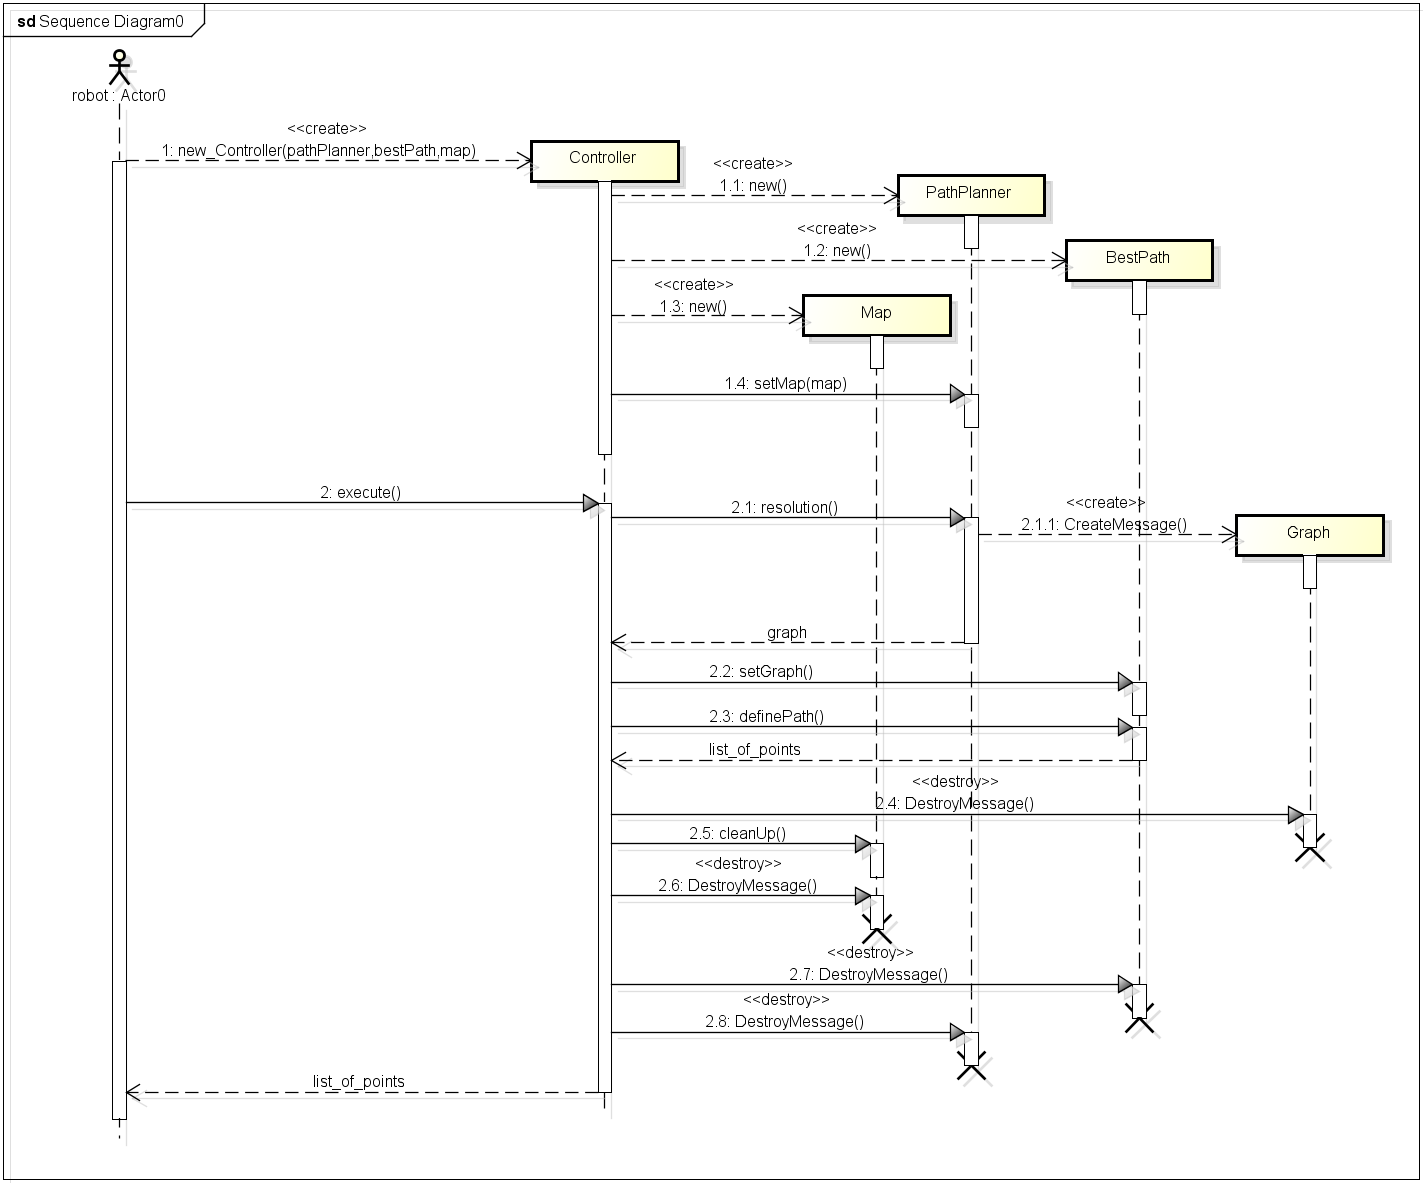 sd Sequence Diagram0
robot : Actor0
<<create>>
1: new_Controller(pathPlanner,bestPath,map)
Controller
<<create>>
1.1: new()
PathPlanner
<<create>>
1.2: new()
BestPath
<<create>>
1.3: new()
Map
1.4: setMap(map)
2: execute()
2.1: resolution()
<<create>>
2.1.1: CreateMessage()
Graph
graph
2.2: setGraph()
2.3: definePath()
list_of_points
<<destroy>>
2.4: DestroyMessage()
2.5: cleanUp()
<<destroy>>
2.6: DestroyMessage()
<<destroy>>
2.7: DestroyMessage()
<<destroy>>
2.8: DestroyMessage()
list_of_points